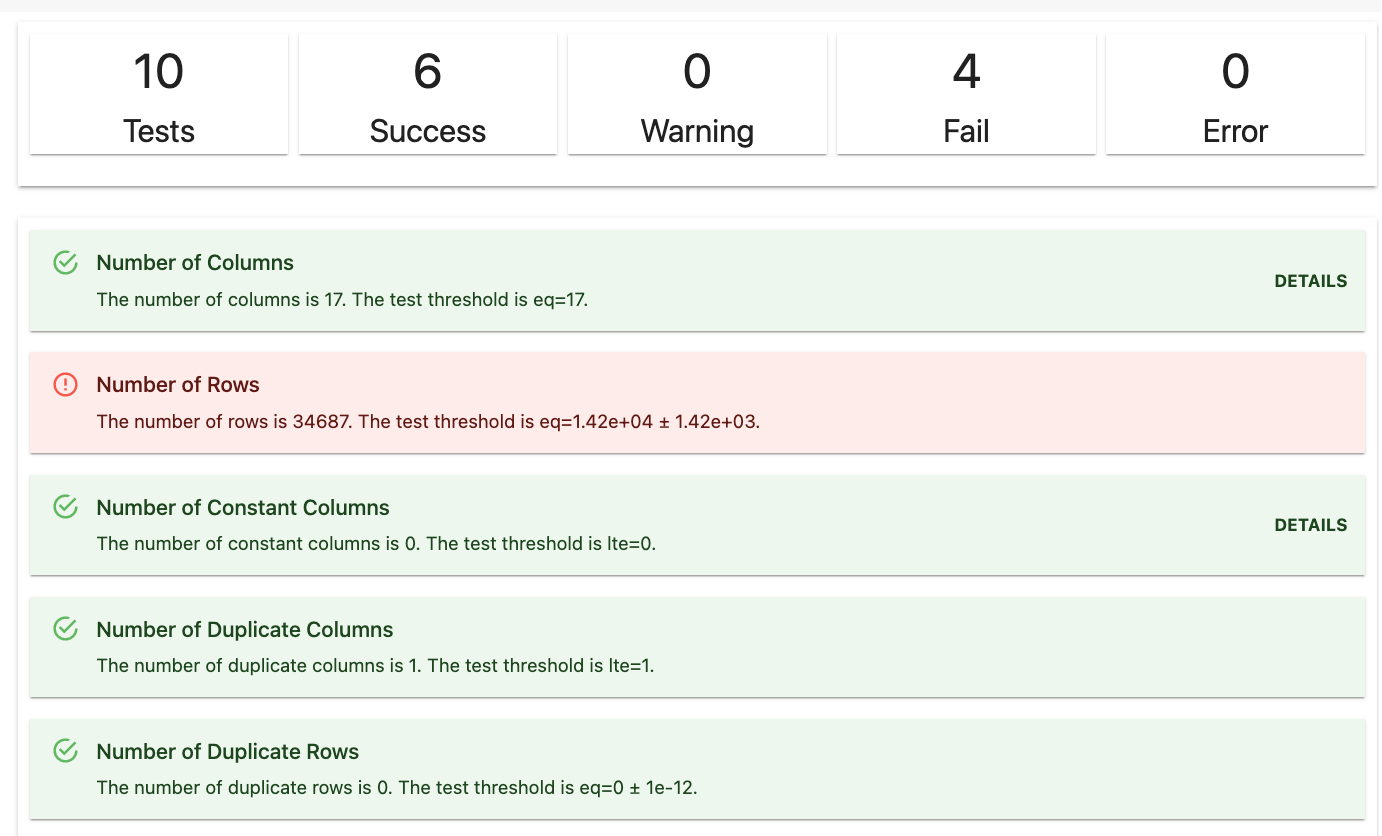 10 6 0 4 0
Tests Success Warning Fail Error
Number of Columns
The number of columns is 17. The test threshold is eq=17.
DETAILS
Number of Rows
The number of rows is 34687. The test threshold is eq=1.42e+04 ± 1.42e+03.
Number of Constant Columns
The number of constant columns is 0. The test threshold is lte=0.
DETAILS
Number of Duplicate Columns
The number of duplicate columns is 1. The test threshold is lte=1.
Number of Duplicate Rows
The number of duplicate rows is 0. The test threshold is eq=0 ± 1e-12.